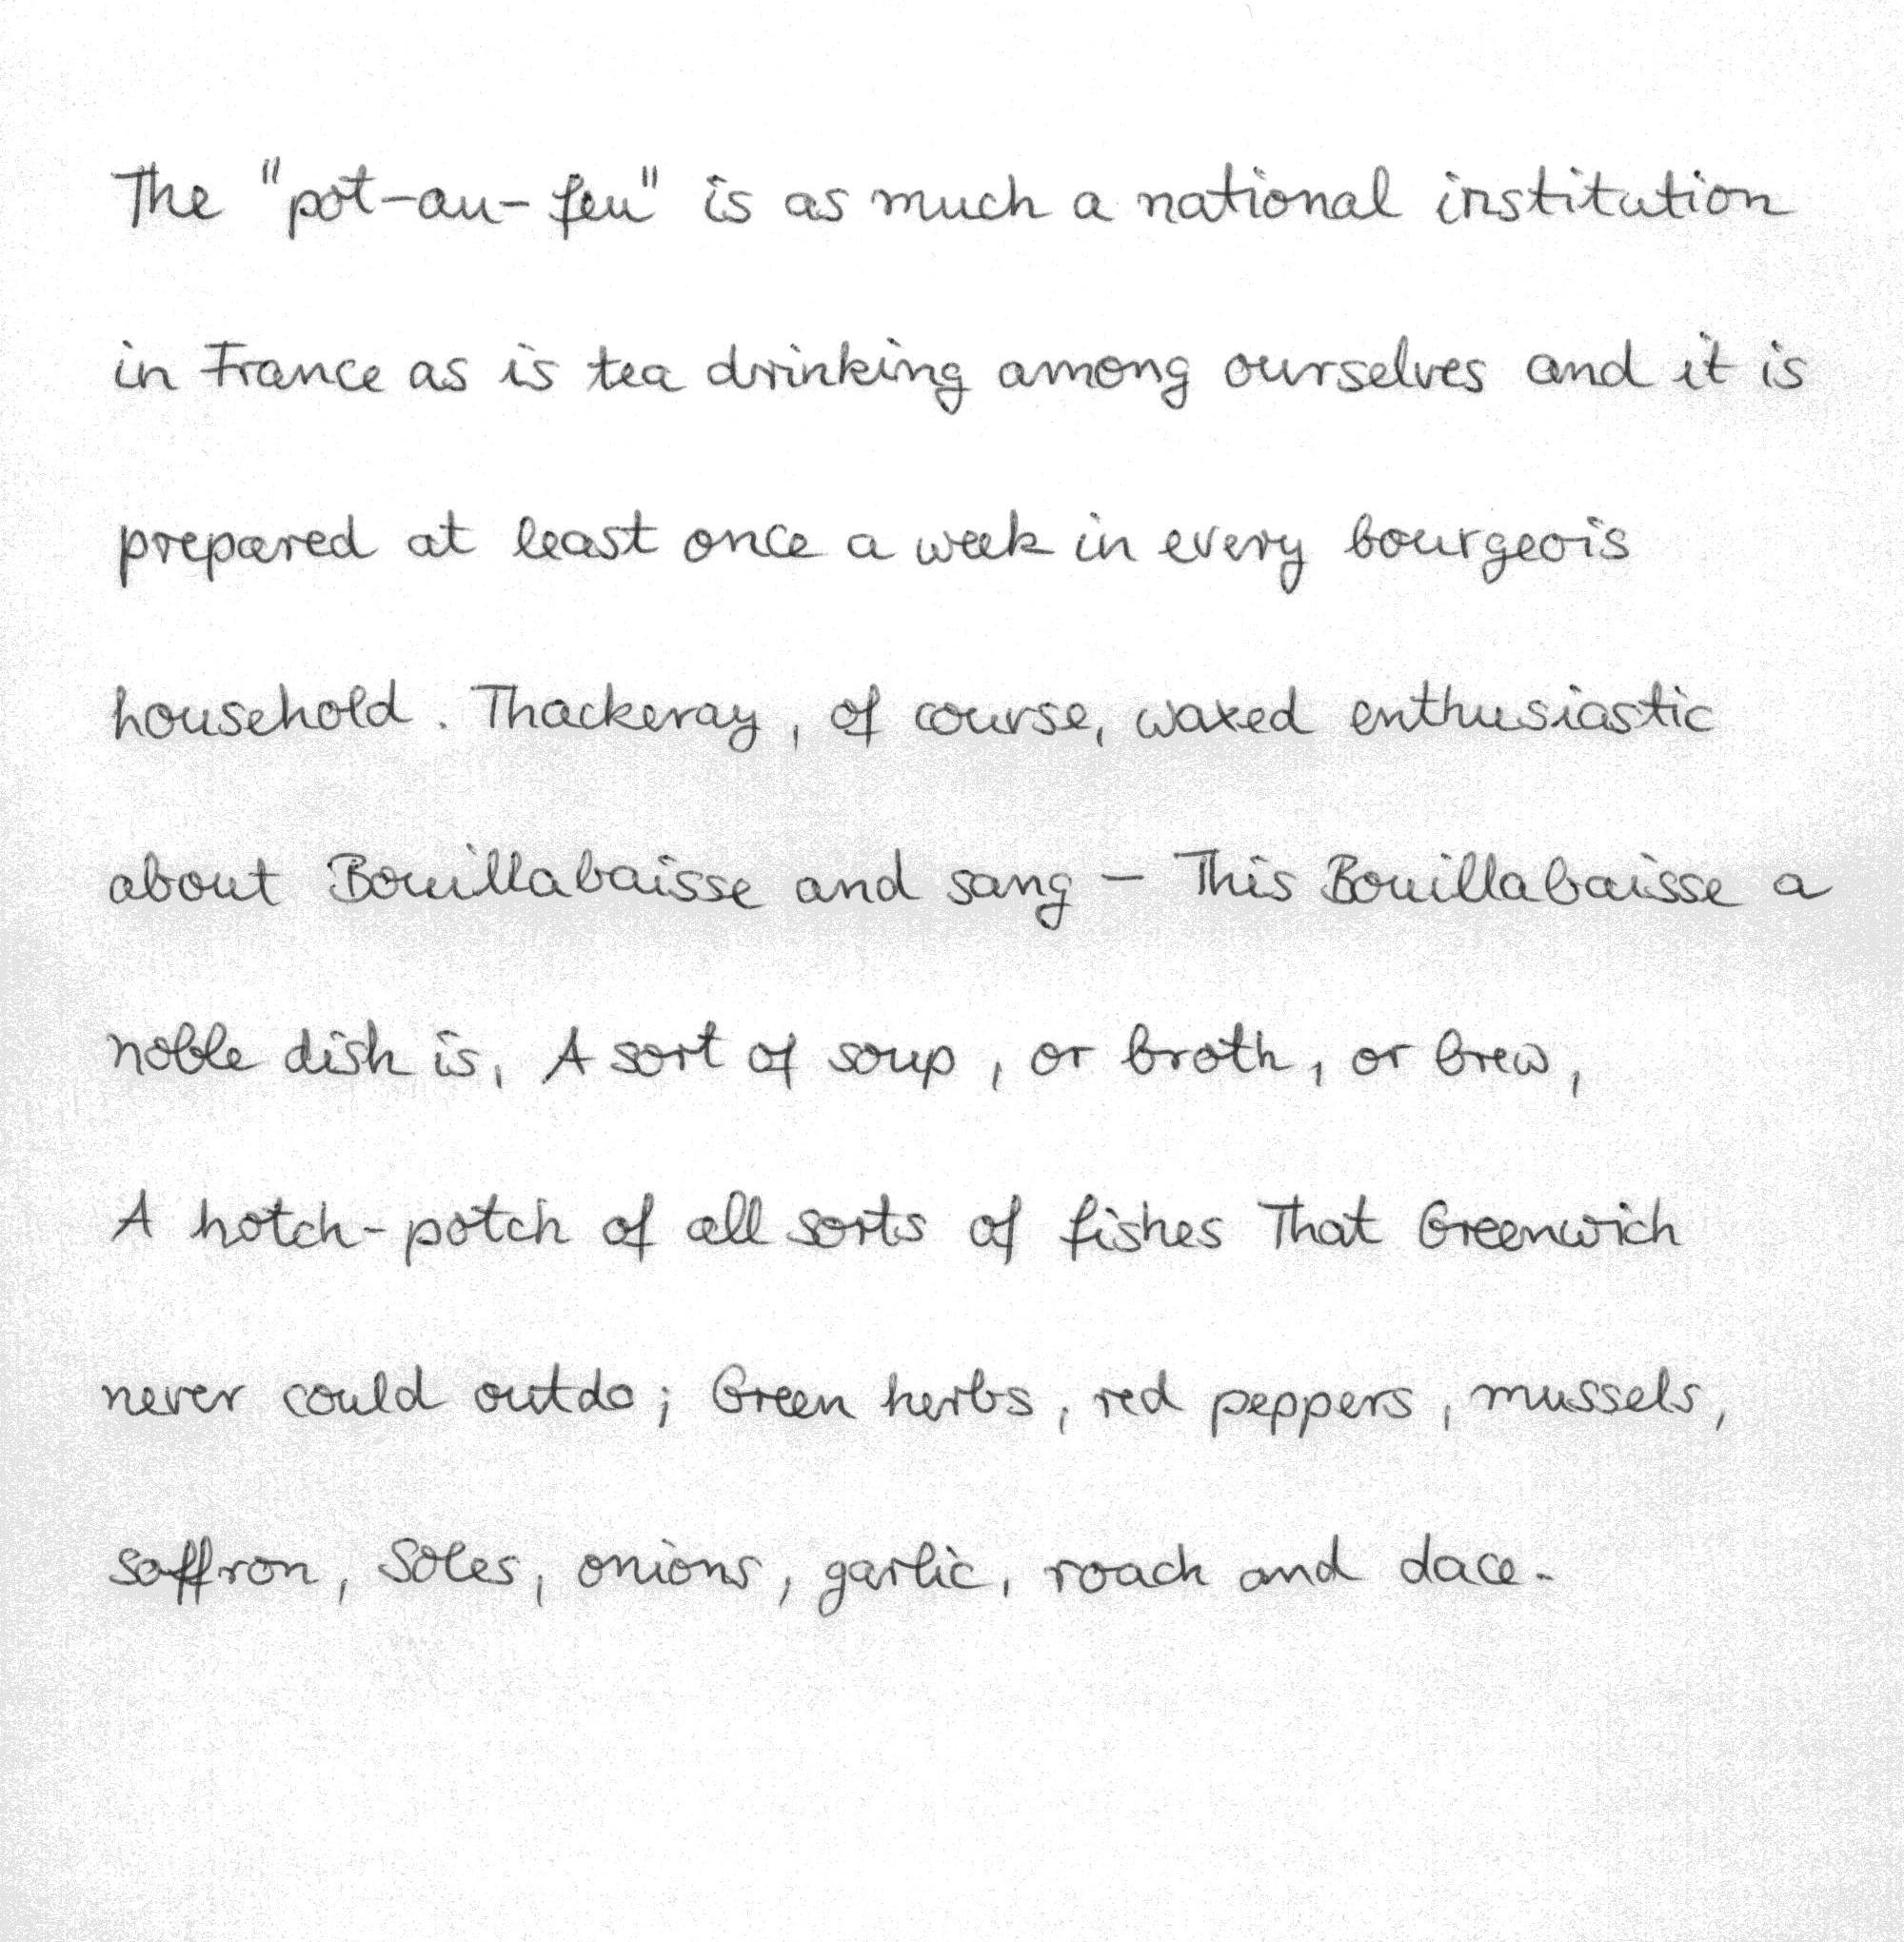 The "pot-au-feu" is as much a national institution
in France as is tea drinking among ourselves and it is
prepared at least once a week in every bourgeois
household. Thackeray, of course, waxed enthusiastic
about Bouillabaisse and sang - This Bouillabaisse a
noble dish is, A sort of soup, or broth, or brew,
A hotch-potch of all sorts of fishes That Greenwich
never could outdo; Green herbs, red peppers, mussels,
saffron, Soles, onions, garlic, roach and dace.